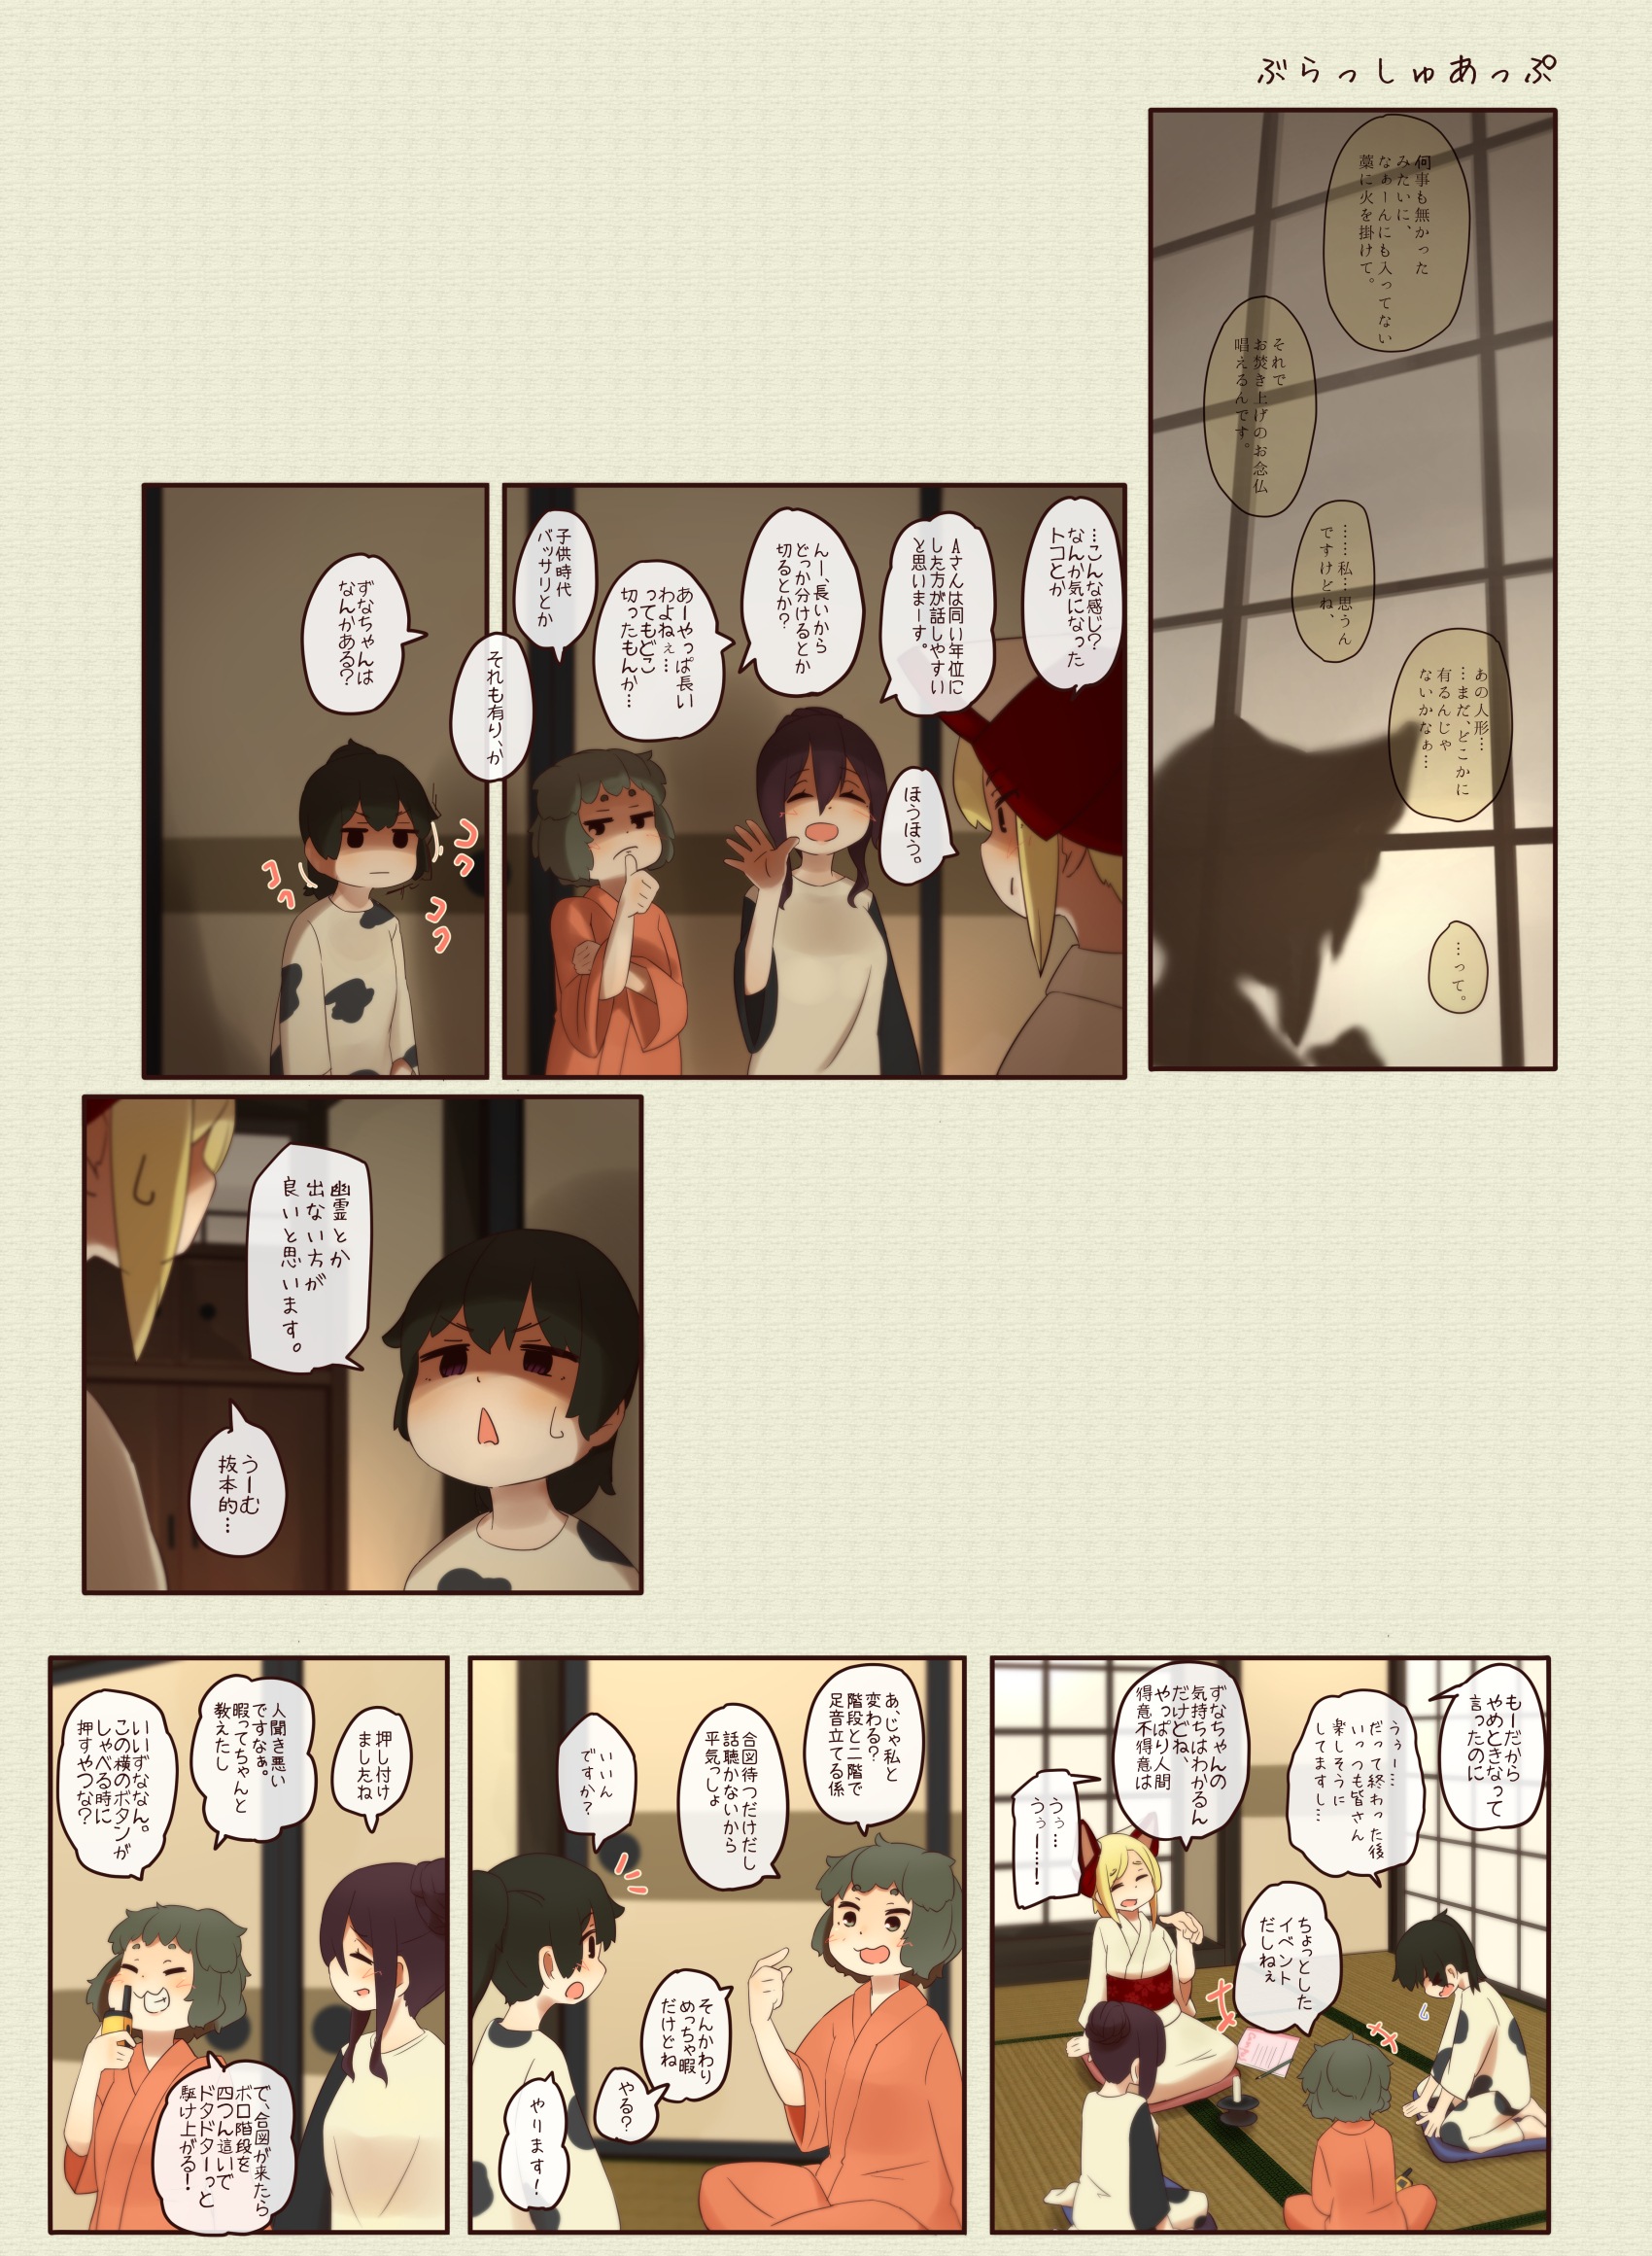 ぶらっしゅあっぷ
何事も無かった
みたいに、
なぁーんにも入ってない
藁に火を掛けて。
それで
お焚き上げのお念仏
唱えるんです。
……私…思うん
ですけどね、
あの人形…
…まだ、どこかに
有るんじゃ
ないかなぁ…
…って。
…こんな感じ?
なんか気になった
トコとか
Aさんは同い年位に
した方が話しやすい
と思いまーす。
ほうほう。
んー、長いから
どっか分けるとか
切るとか?
あーやっぱ長い
わよねぇ…
ってもどこ
切ったもんか…
子供時代
バッサリとか
それも有り、か
ずなちゃんは
なんかある?
幽霊とか
出ない方が
良いと思います。
うーむ
抜本的…
もーだから
やめときなって
言ったのに
うぅー…
だって終わった後
いっつも皆さん
楽しそうに
してますし…
ちょっとした
イベント
だしねぇ
ずなちゃんの
気持ちはわかるん
だけどね、
やっぱり人間
得意不得意は
うぅ…
うぅー…!
あ、じゃ私と
変わる?
階段と二階で
足音立てる係
合図待つだけだし
話聴かないから
平気っしょ
いいん
ですか?
そんかわり
めっちゃ暇
だけどね
やる?
やります!
押し付け
ましたね
人聞き悪い
ですなぁ。
暇ってちゃんと
教えたし
いいずななん。
この横のボタンが
しゃべる時に
押すやつな?
で、合図が来たら
ボロ階段を
四つん這いで
ドタドターっと
駆け上がる!